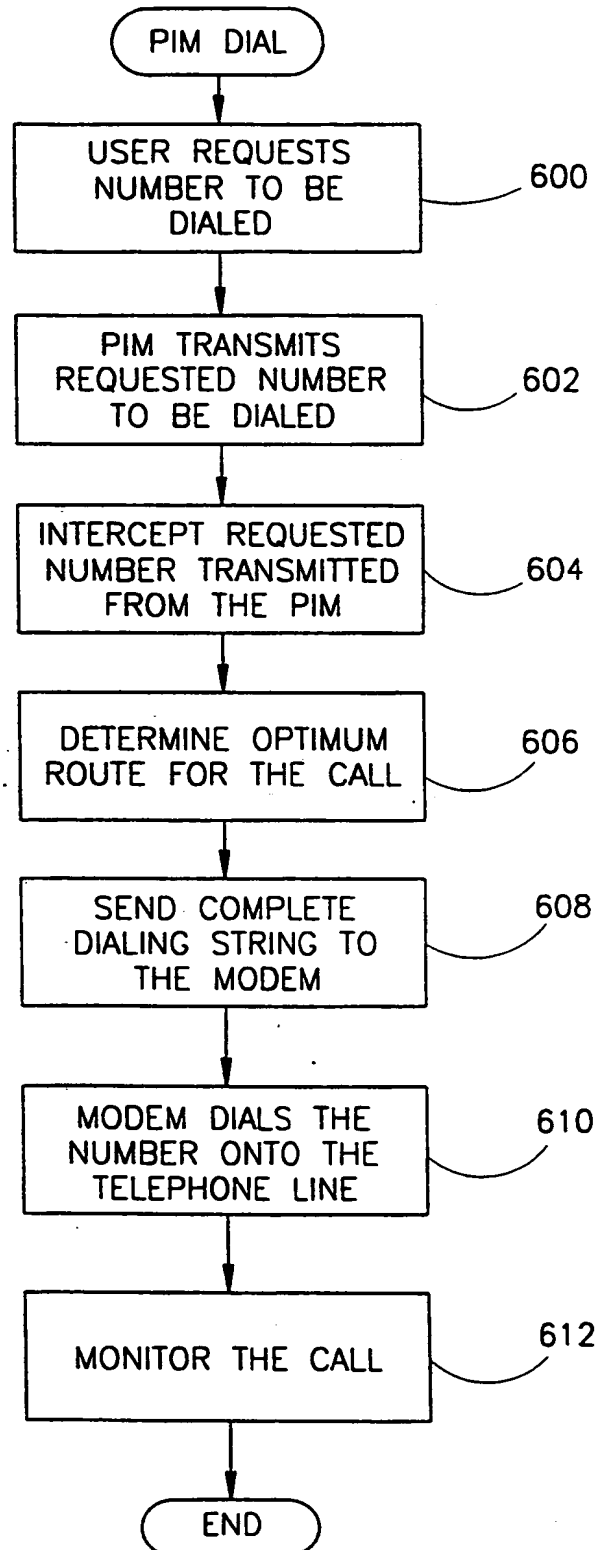 PIM DIAL
USER REQUESTS
NUMBER TO BE
DIALED
600
PIM TRANSMITS
REQUESTED NUMBER
TO BE DIALED
602
INTERCEPT REQUESTED
NUMBER TRANSMITTED
FROM THE PIM
604
DETERMINE OPTIMUM
ROUTE FOR THE CALL
606
SEND COMPLETE
DIALING STRING TO
THE MODEM
608
MODEM DIALS THE
NUMBER ONTO THE
TELEPHONE LINE
610
MONITOR THE CALL
612
END